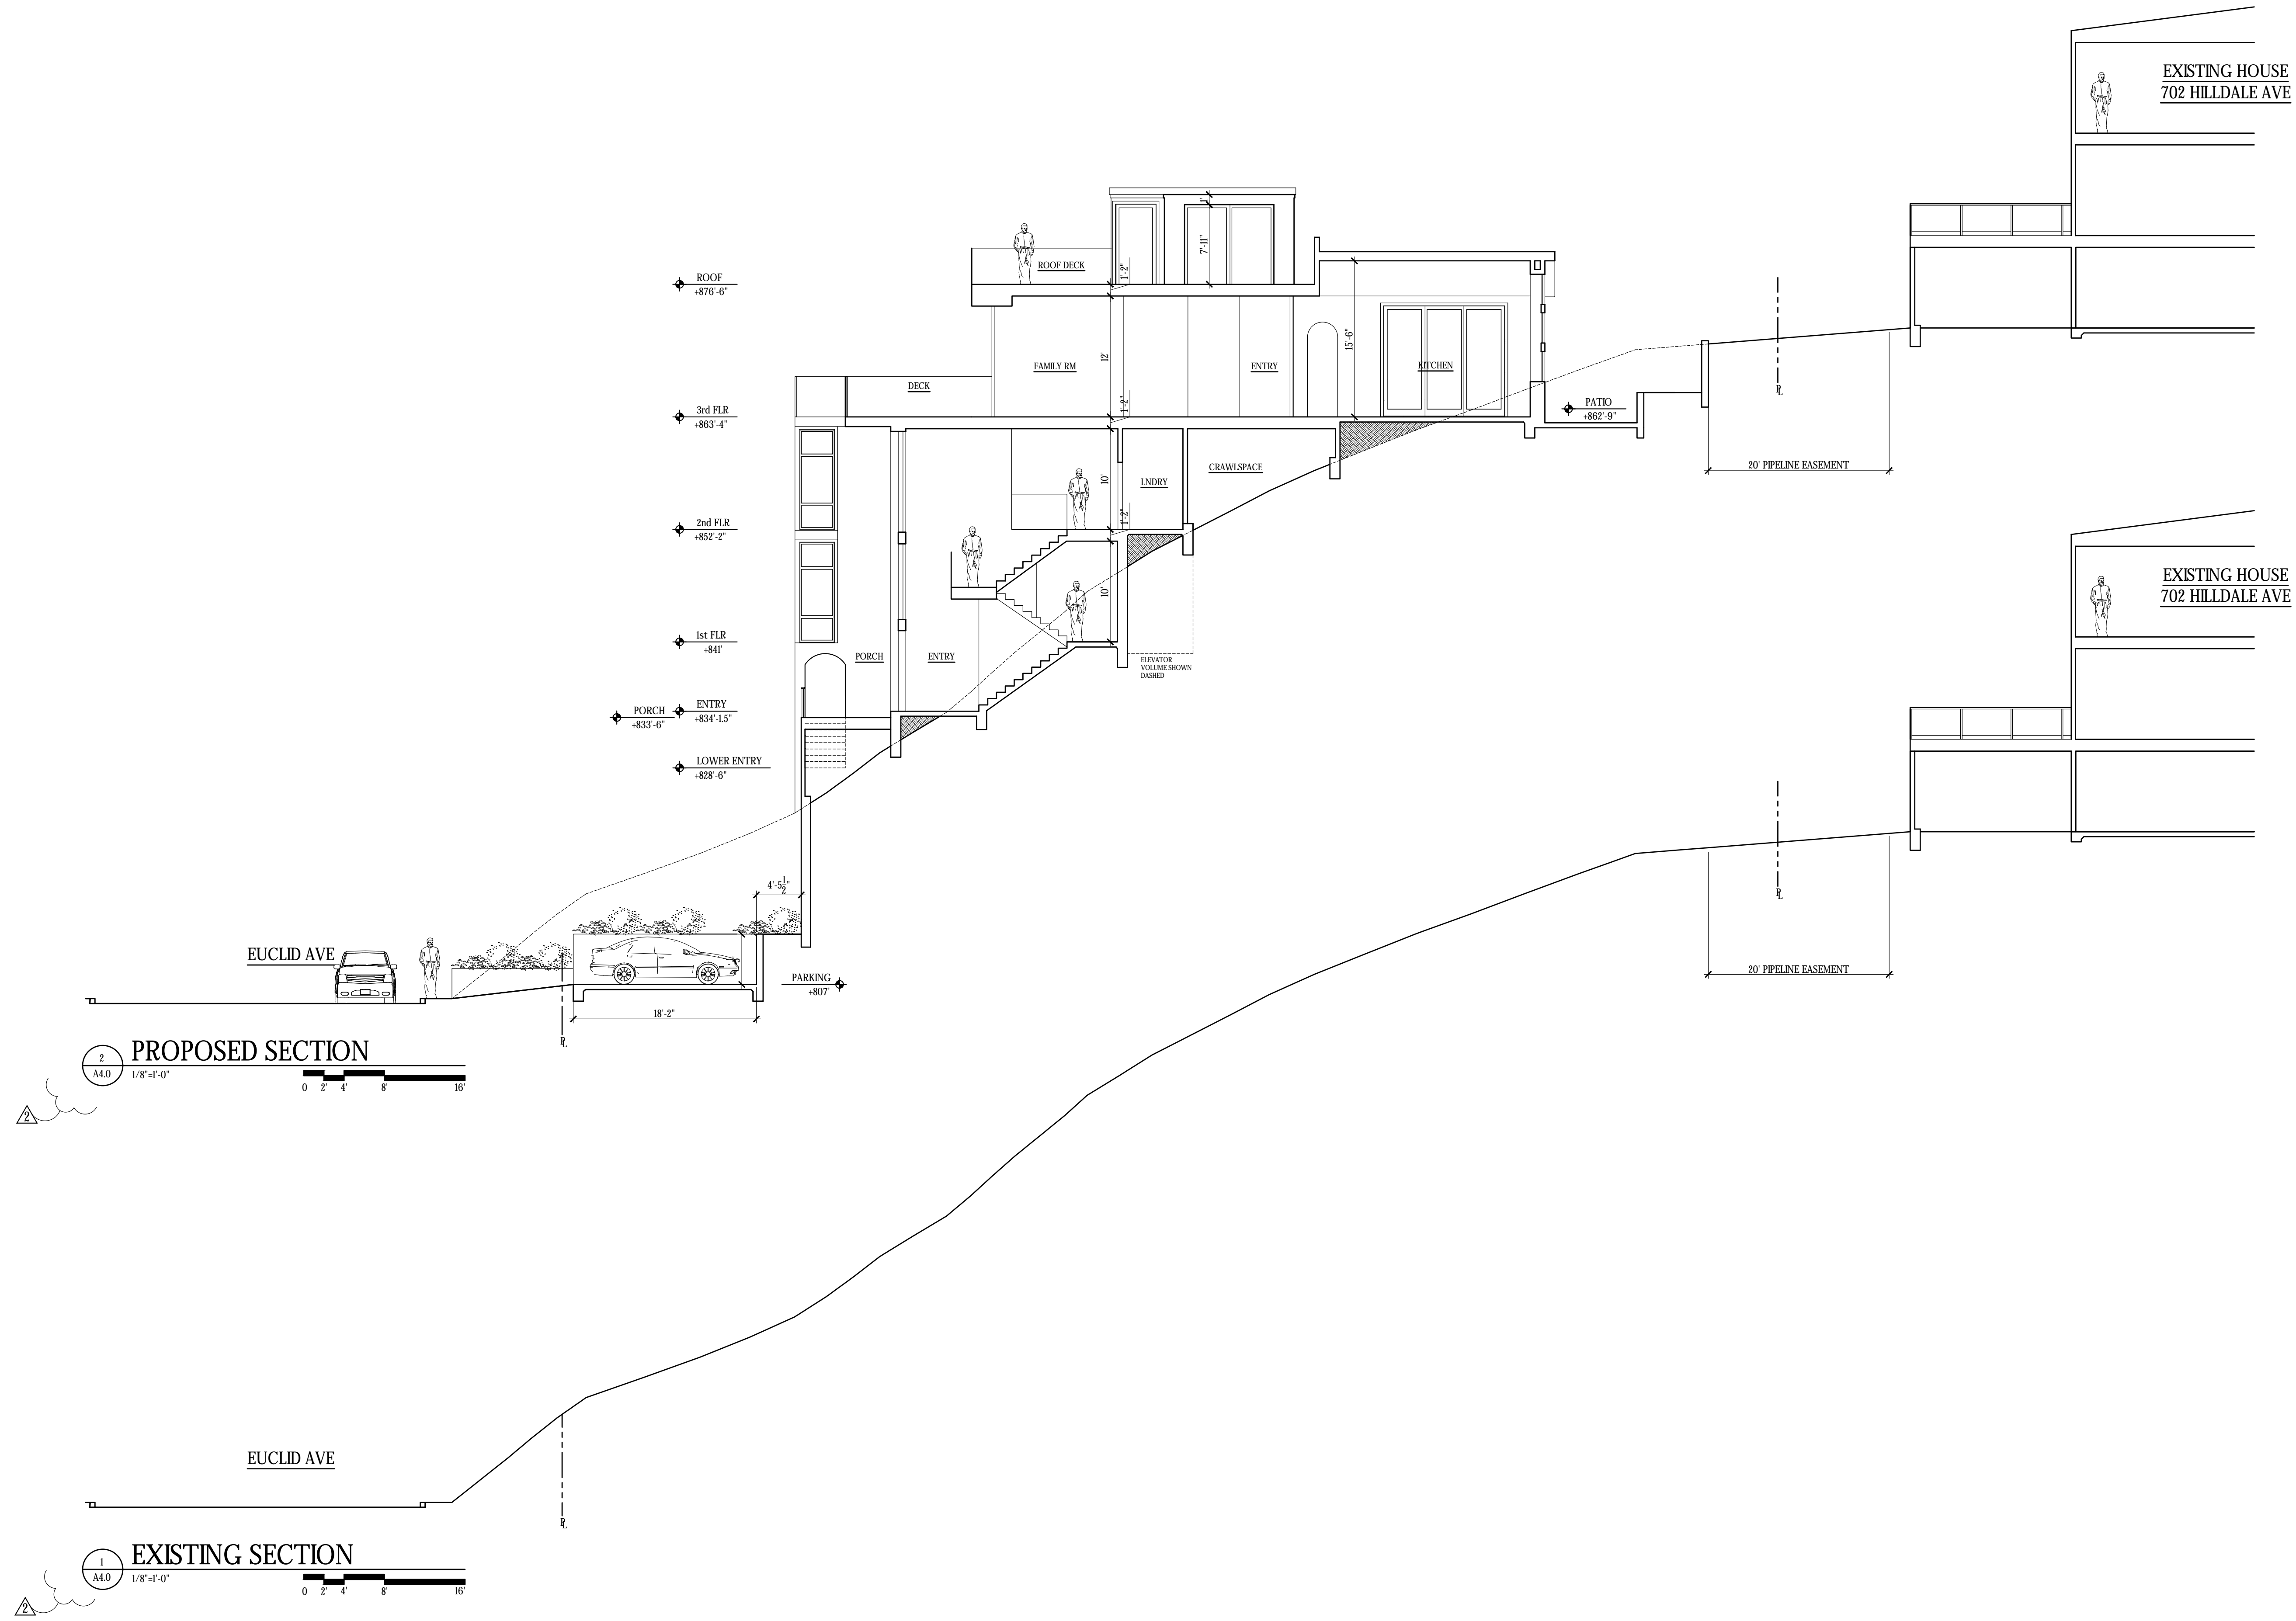 EXISTING HOUSE
702 HILLDALE AVE
1'
7'-11"
ROOF DECK
1'-2"
ROOF
+876'-6"
15'-6"
12'
FAMILY RM
ENTRY
KITCHEN
DECK
1'-2"
3rd FLR
+863'-4"
PATIO
+862'-9"
PL
20' PIPELINE EASEMENT
CRAWLSPACE
10'
LNDRY
1'-2"
2nd FLR
+852'-2"
EXISTING HOUSE
702 HILLDALE AVE
10'
1st FLR
+841'
PORCH
ENTRY
ELEVATOR
VOLUME SHOWN
DASHED
PORCH
+833'-6"
ENTRY
+834'-1.5"
LOWER ENTRY
+828'-6"
4'-5 1/2"
PL
EUCLID AVE
PARKING
+807'
20' PIPELINE EASEMENT
18'-2"
PL
2
A4.0
PROPOSED SECTION
1/8"=1'-0"
0 2' 4' 8' 16'
2
EUCLID AVE
PL
1
A4.0
EXISTING SECTION
1/8"=1'-0"
0 2' 4' 8' 16'
2